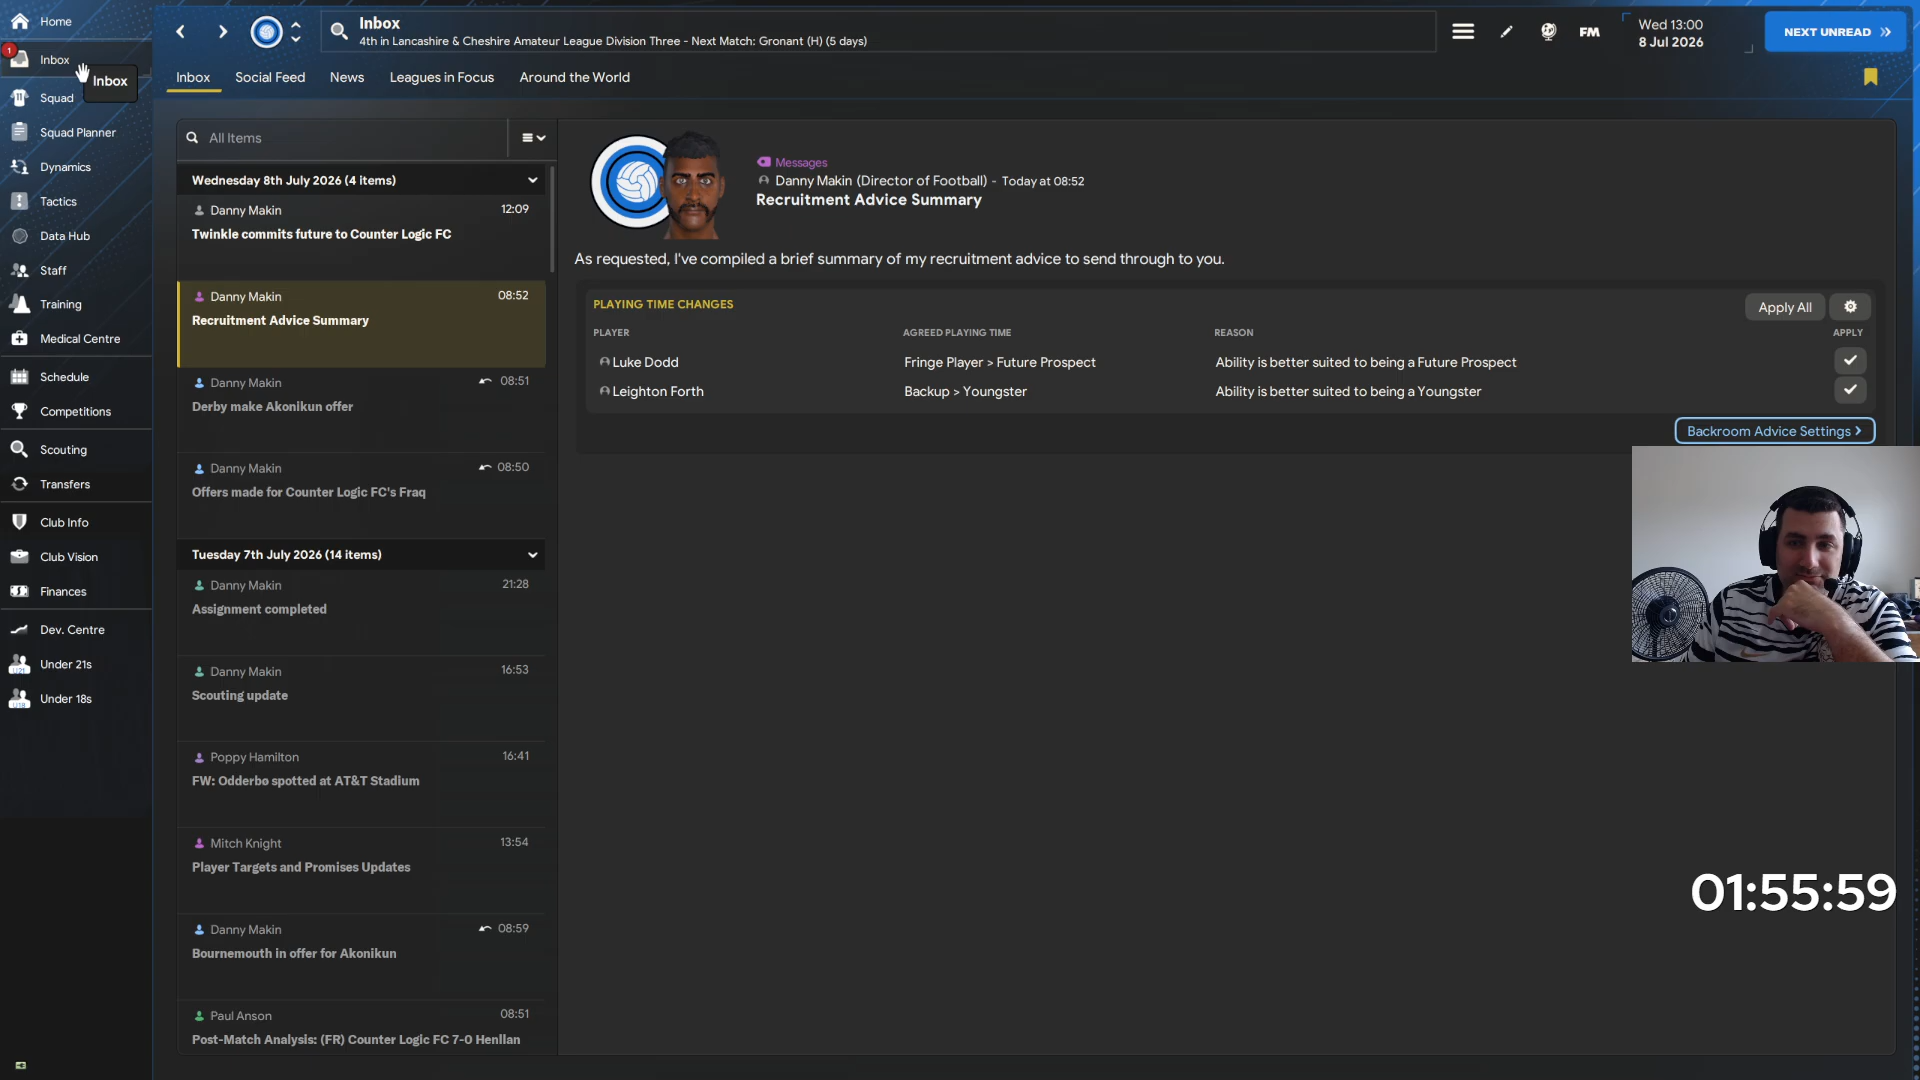 Home
Inbox
4th in Lancashire & Cheshire Amateur League Division Three - Next Match: Gronant (H) (5 days)
FM
Wed 13:00
8 Jul 2026
NEXT UNREAD
1
Inbox
Inbox
Squad
Squad Planner
Dynamics
Tactics
Data Hub
Staff
Training
Medical Centre
Schedule
Competitions
Scouting
Transfers
Club Info
Club Vision
Finances
Dev. Centre
Under 21s
Under 18s
Inbox
Social Feed
News
Leagues in Focus
Around the World
All Items
Wednesday 8th July 2026 (4 items)
Danny Makin 12:09
Twinkle commits future to Counter Logic FC
Danny Makin 08:52
Recruitment Advice Summary
Danny Makin 08:51
Derby make Akonikun offer
Danny Makin 08:50
Offers made for Counter Logic FC's Fraq
Tuesday 7th July 2026 (14 items)
Danny Makin 21:28
Assignment completed
Danny Makin 16:53
Scouting update
Poppy Hamilton 16:41
FW: Odderbø spotted at AT&T Stadium
Mitch Knight 13:54
Player Targets and Promises Updates
Danny Makin 08:59
Bournemouth in offer for Akonikun
Paul Anson 08:51
Post-Match Analysis: (FR) Counter Logic FC 7-0 Henllan
Messages
Danny Makin (Director of Football) - Today at 08:52
Recruitment Advice Summary
As requested, I've compiled a brief summary of my recruitment advice to send through to you.
PLAYING TIME CHANGES
Apply All
PLAYER AGREED PLAYING TIME REASON APPLY
Luke Dodd Fringe Player > Future Prospect Ability is better suited to being a Future Prospect
Leighton Forth Backup > Youngster Ability is better suited to being a Youngster
Backroom Advice Settings >
01:55:59